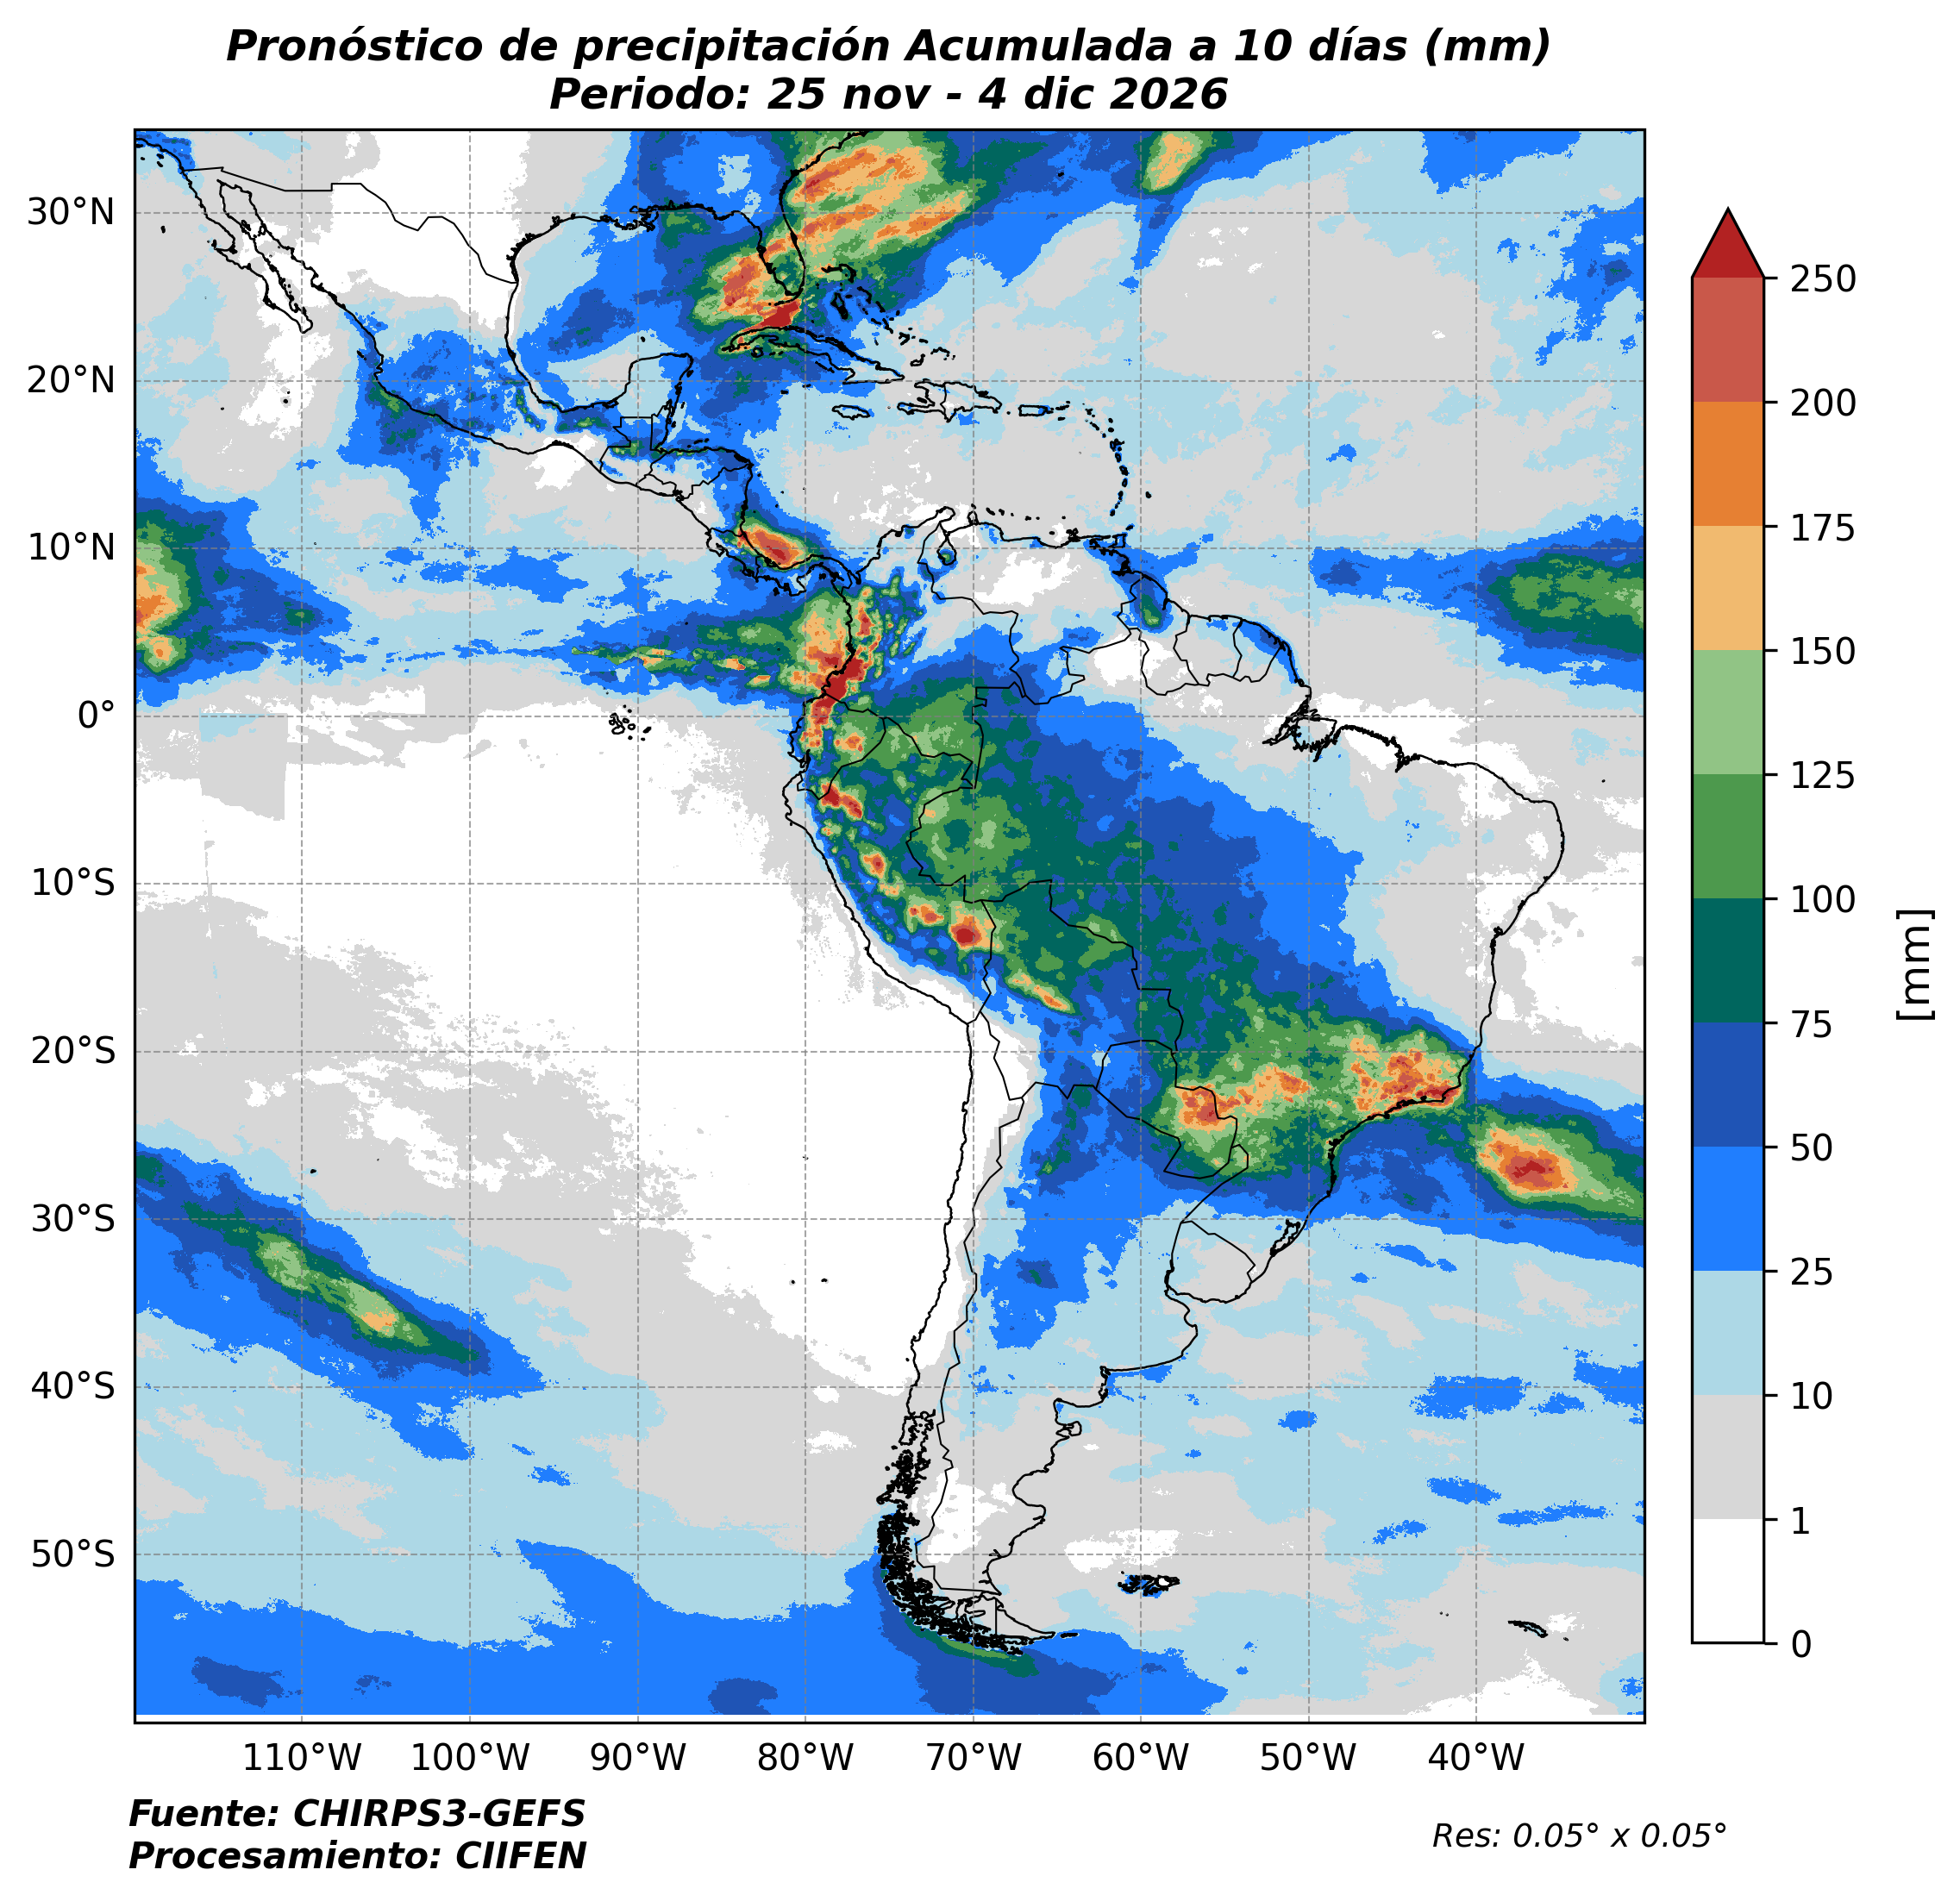 Pronóstico de precipitación Acumulada a 10 días (mm)
Periodo: 25 nov - 4 dic 2026
30°N
20°N
10°N
0°
10°S
20°S
30°S
40°S
50°S
110°W
100°W
90°W
80°W
70°W
60°W
50°W
40°W
250
200
175
150
125
100
75
50
25
10
1
0
[mm]
Fuente: CHIRPS3-GEFS
Procesamiento: CIIFEN
Res: 0.05° x 0.05°